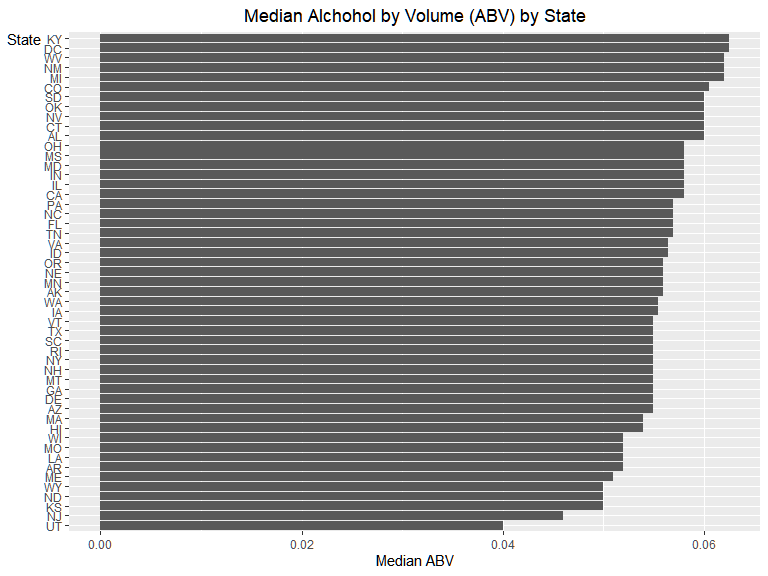 Median Alchohol by Volume (ABV) by State
State
KY
DC
WV
NM
MI
CO
SD
OK
NV
CT
AL
OH
MS
MD
IN
IL
CA
PA
NC
FL
TN
VA
ID
OR
NE
MN
AK
WA
IA
VT
TX
SC
RI
NY
NH
MT
GA
DE
AZ
MA
HI
WI
MO
LA
AR
ME
WY
ND
KS
NJ
UT
0.00 0.02 0.04 0.06
Median ABV